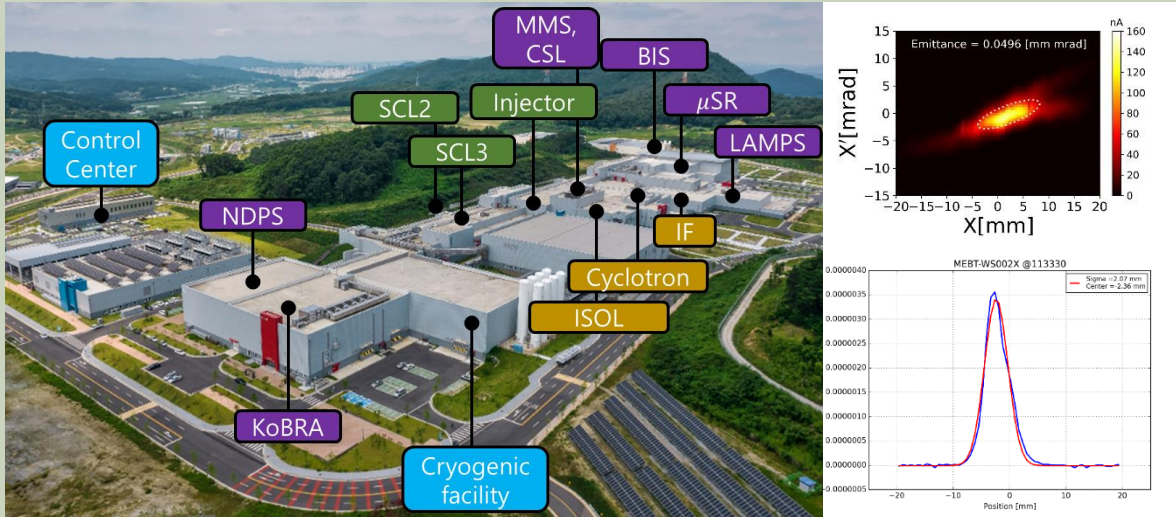 MMS,
CSL
BIS
SCL2
Injector
μSR
Control
Center
SCL3
LAMPS
NDPS
IF
Cyclotron
ISOL
KoBRA
Cryogenic
facility
nA
Emittance = 0.0496 [mm mrad]
15
10
5
0
−5
−10
−15
X′[mrad]
160
140
120
100
80
60
40
20
0
−20 −15 −10 −5 0 5 10 15 20
X[mm]
MEBT-WS002X @113330
Sigma =2.07 mm
Center =-2.36 mm
0.0000040
0.0000035
0.0000030
0.0000025
0.0000020
0.0000015
0.0000010
0.0000005
0.0000000
0.0000005
−20 −10 0 10 20
Position [mm]